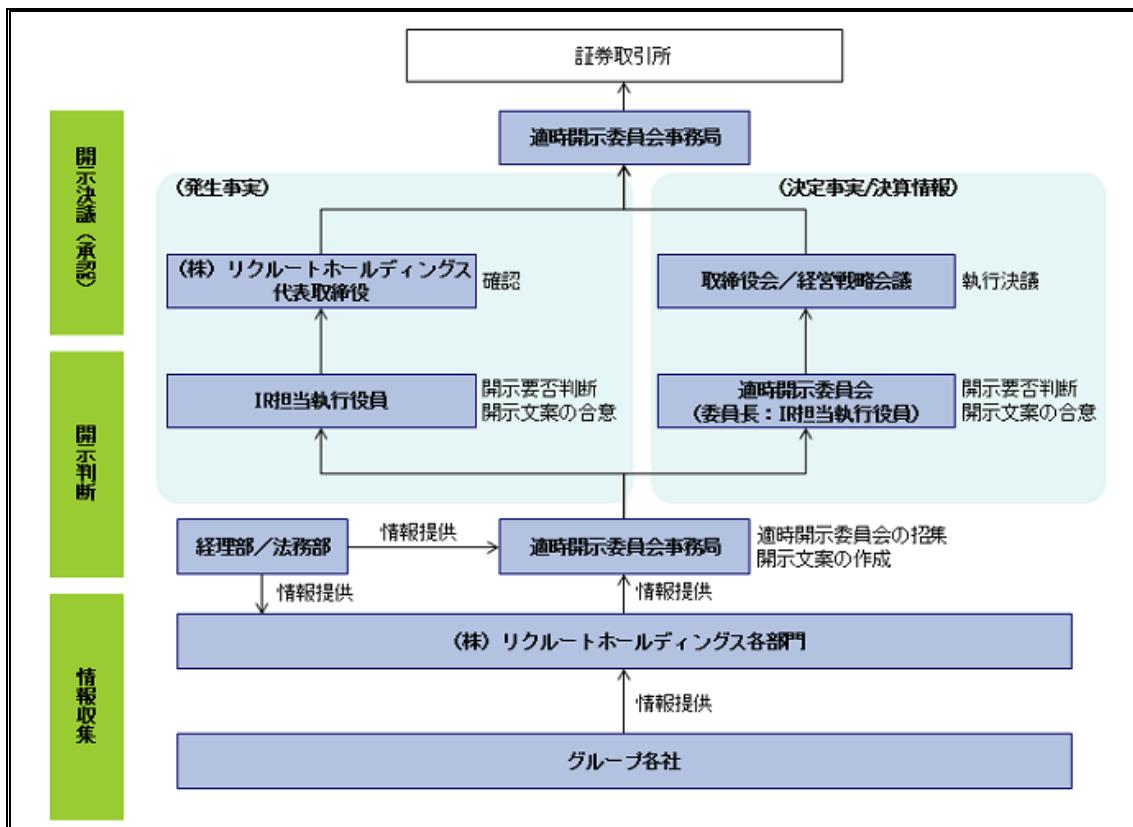 証券取引所
適時開示委員会事務局
開示決議（承認）
（発生事実）
（決定事実/決算情報）
（株）リクルートホールディングス
代表取締役
確認
取締役会／経営戦略会議
執行決議
開示判断
IR担当執行役員
開示要否判断
開示文案の合意
適時開示委員会
（委員長：IR担当執行役員）
開示要否判断
開示文案の合意
経理部／法務部
情報提供
適時開示委員会事務局
適時開示委員会の招集
開示文案の作成
情報提供
情報提供
情報収集
（株）リクルートホールディングス各部門
情報提供
グループ各社